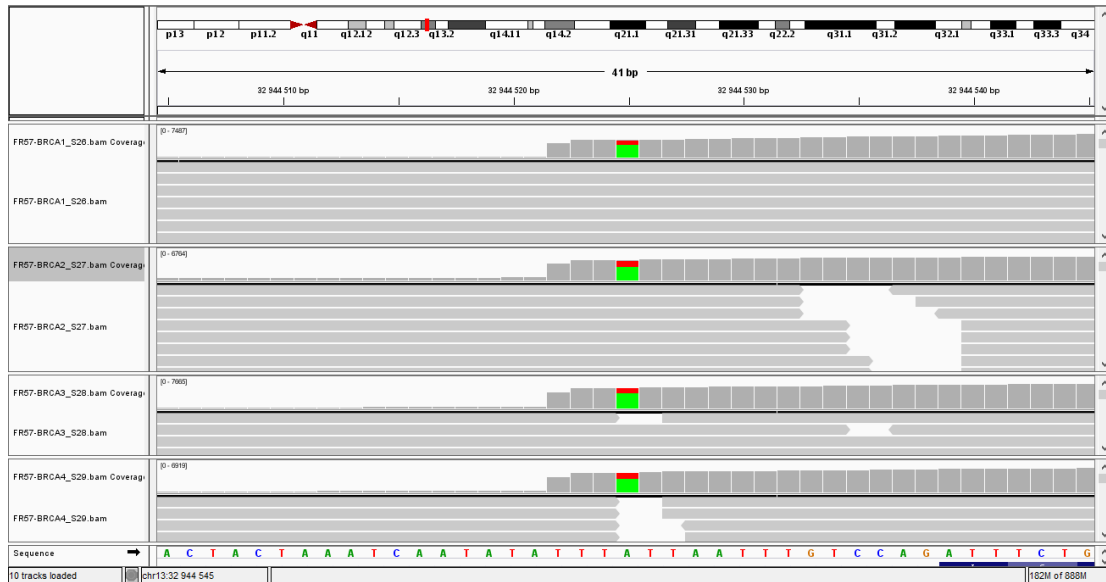 p13 p12 p11.2 q11 q12.12 q12.3 q13.2 q14.11 q14.2 q21.1 q21.31 q21.33 q22.2 q31.1 q31.2 q32.1 q33.1 q33.3 q34
41 bp
32 944 510 bp 32 944 520 bp 32 944 530 bp 32 944 540 bp
[0 - 7487]
FR57-BRCA1_S26.bam Coverag
FR57-BRCA1_S26.bam
[0 - 6764]
FR57-BRCA2_S27.bam Coverag
FR57-BRCA2_S27.bam
[0 - 7665]
FR57-BRCA3_S28.bam Coverag
FR57-BRCA3_S28.bam
[0 - 6919]
FR57-BRCA4_S29.bam Coverag
FR57-BRCA4_S29.bam
Sequence A C T A C T A A A T C A A T A T A T T T A T T A A T T T G T C C A G A T T T C T G
10 tracks loaded chr13:32 944 545 182M of 888M